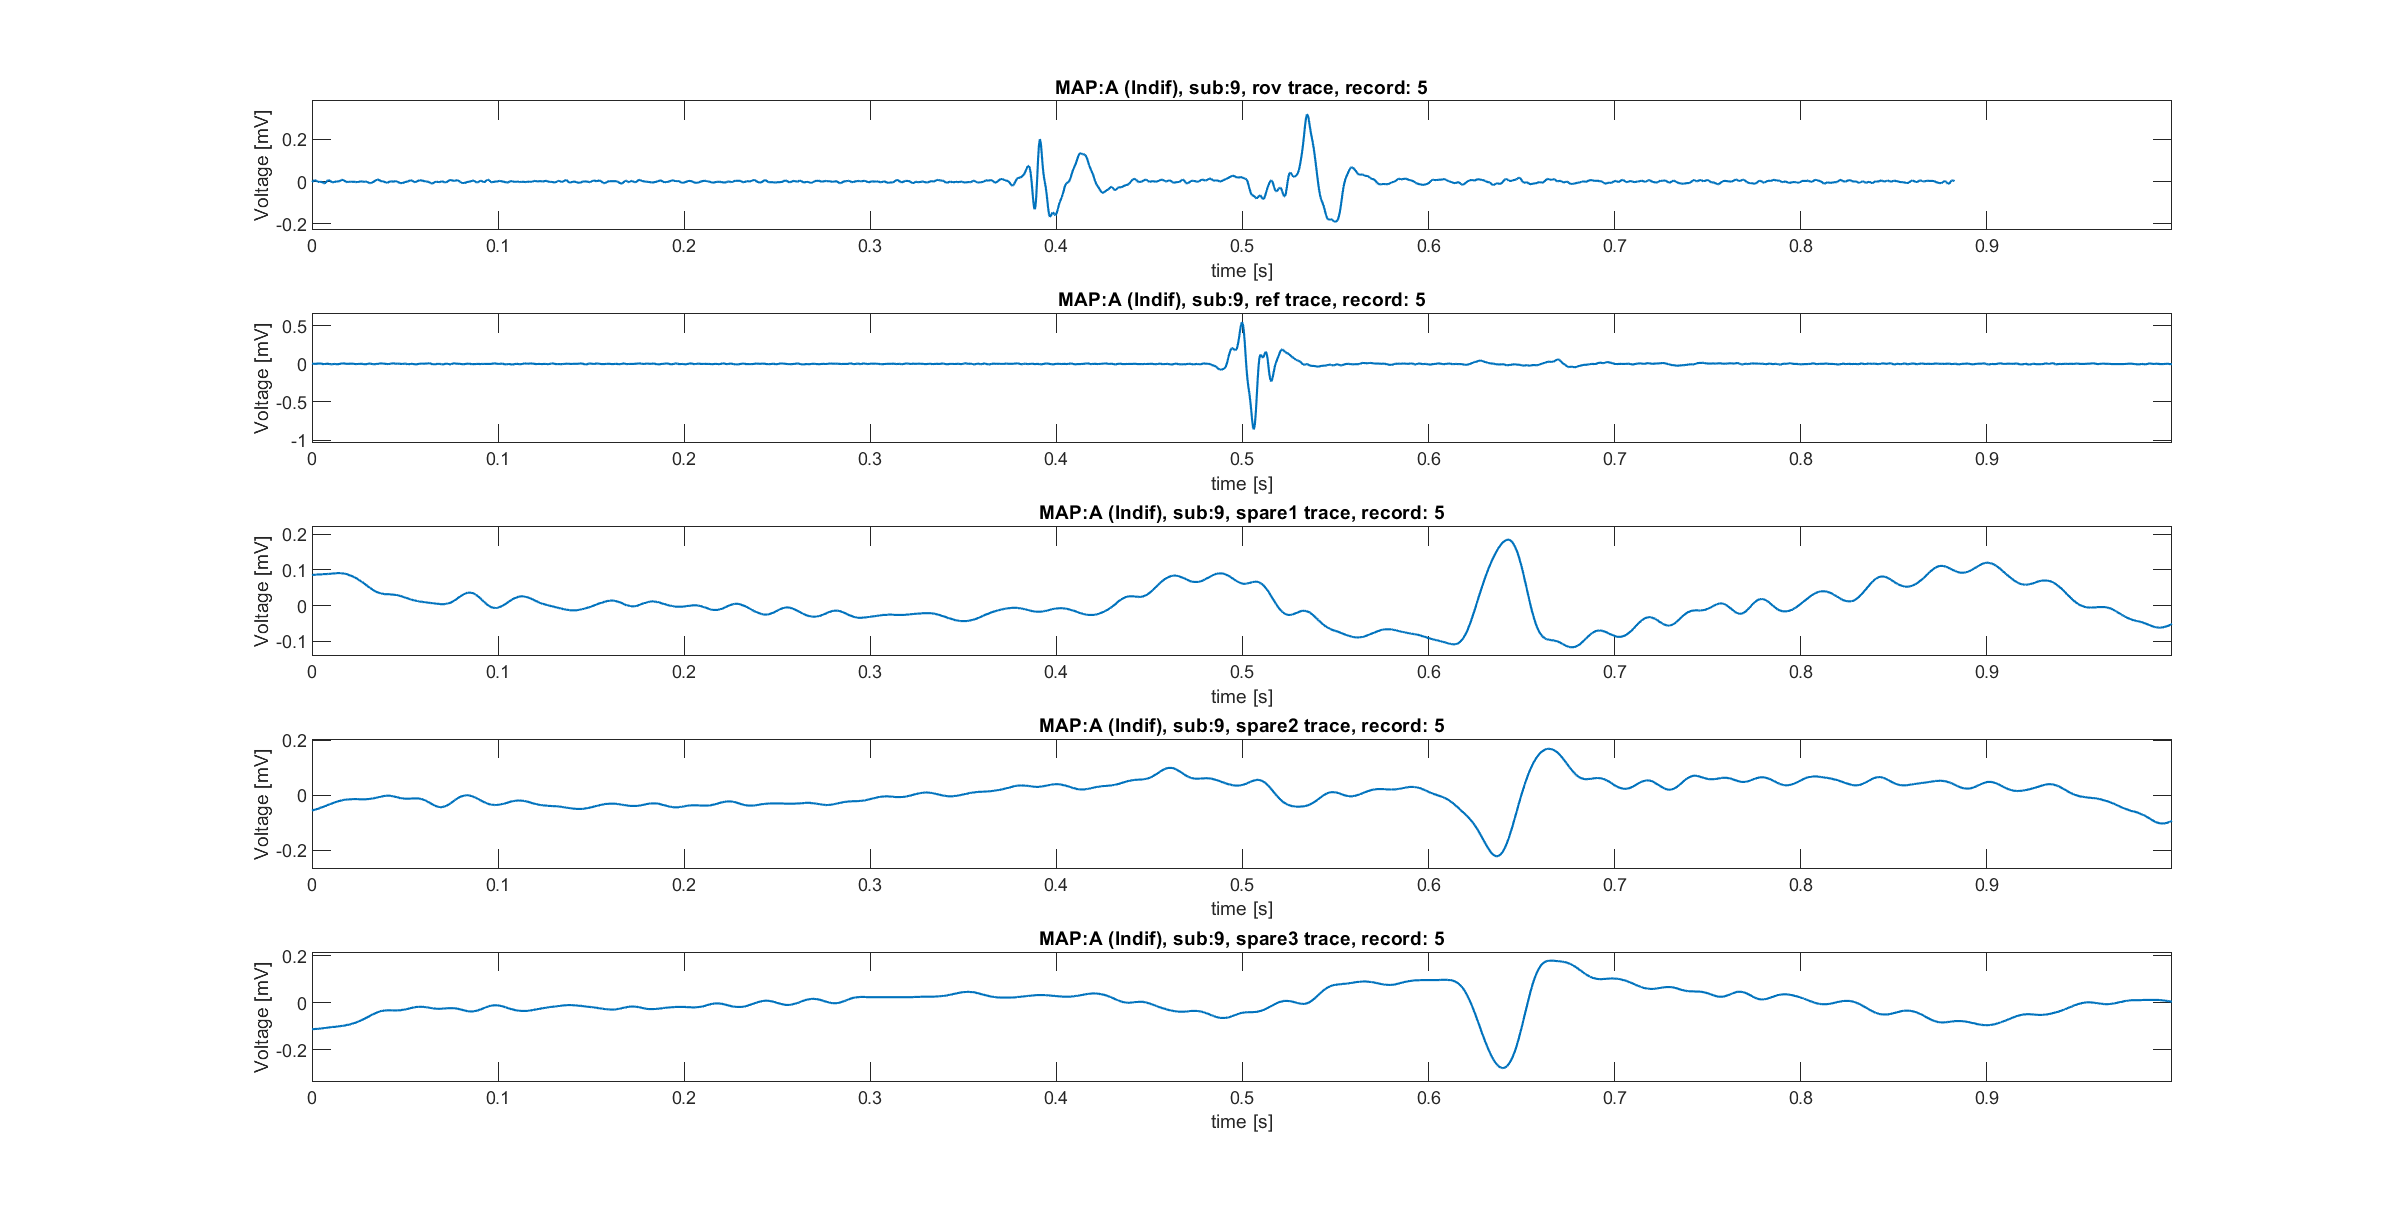 MAP:A (Indif), sub:9, rov trace, record: 5
Voltage [mV]
0.2
0
-0.2
0 0.1 0.2 0.3 0.4 0.5 0.6 0.7 0.8 0.9
time [s]
MAP:A (Indif), sub:9, ref trace, record: 5
Voltage [mV]
0.5
0
-0.5
-1
0 0.1 0.2 0.3 0.4 0.5 0.6 0.7 0.8 0.9
time [s]
MAP:A (Indif), sub:9, spare1 trace, record: 5
Voltage [mV]
0.2
0.1
0
-0.1
0 0.1 0.2 0.3 0.4 0.5 0.6 0.7 0.8 0.9
time [s]
MAP:A (Indif), sub:9, spare2 trace, record: 5
Voltage [mV]
0.2
0
-0.2
0 0.1 0.2 0.3 0.4 0.5 0.6 0.7 0.8 0.9
time [s]
MAP:A (Indif), sub:9, spare3 trace, record: 5
Voltage [mV]
0.2
0
-0.2
0 0.1 0.2 0.3 0.4 0.5 0.6 0.7 0.8 0.9
time [s]